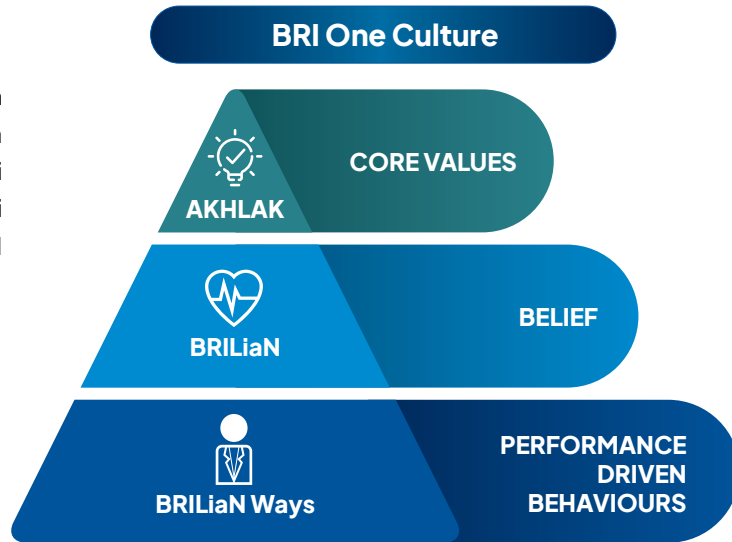 BRI One Culture
AKHLAK
CORE VALUES
BRILiaN
BELIEF
BRILiaN Ways
PERFORMANCE
DRIVEN
BEHAVIOURS